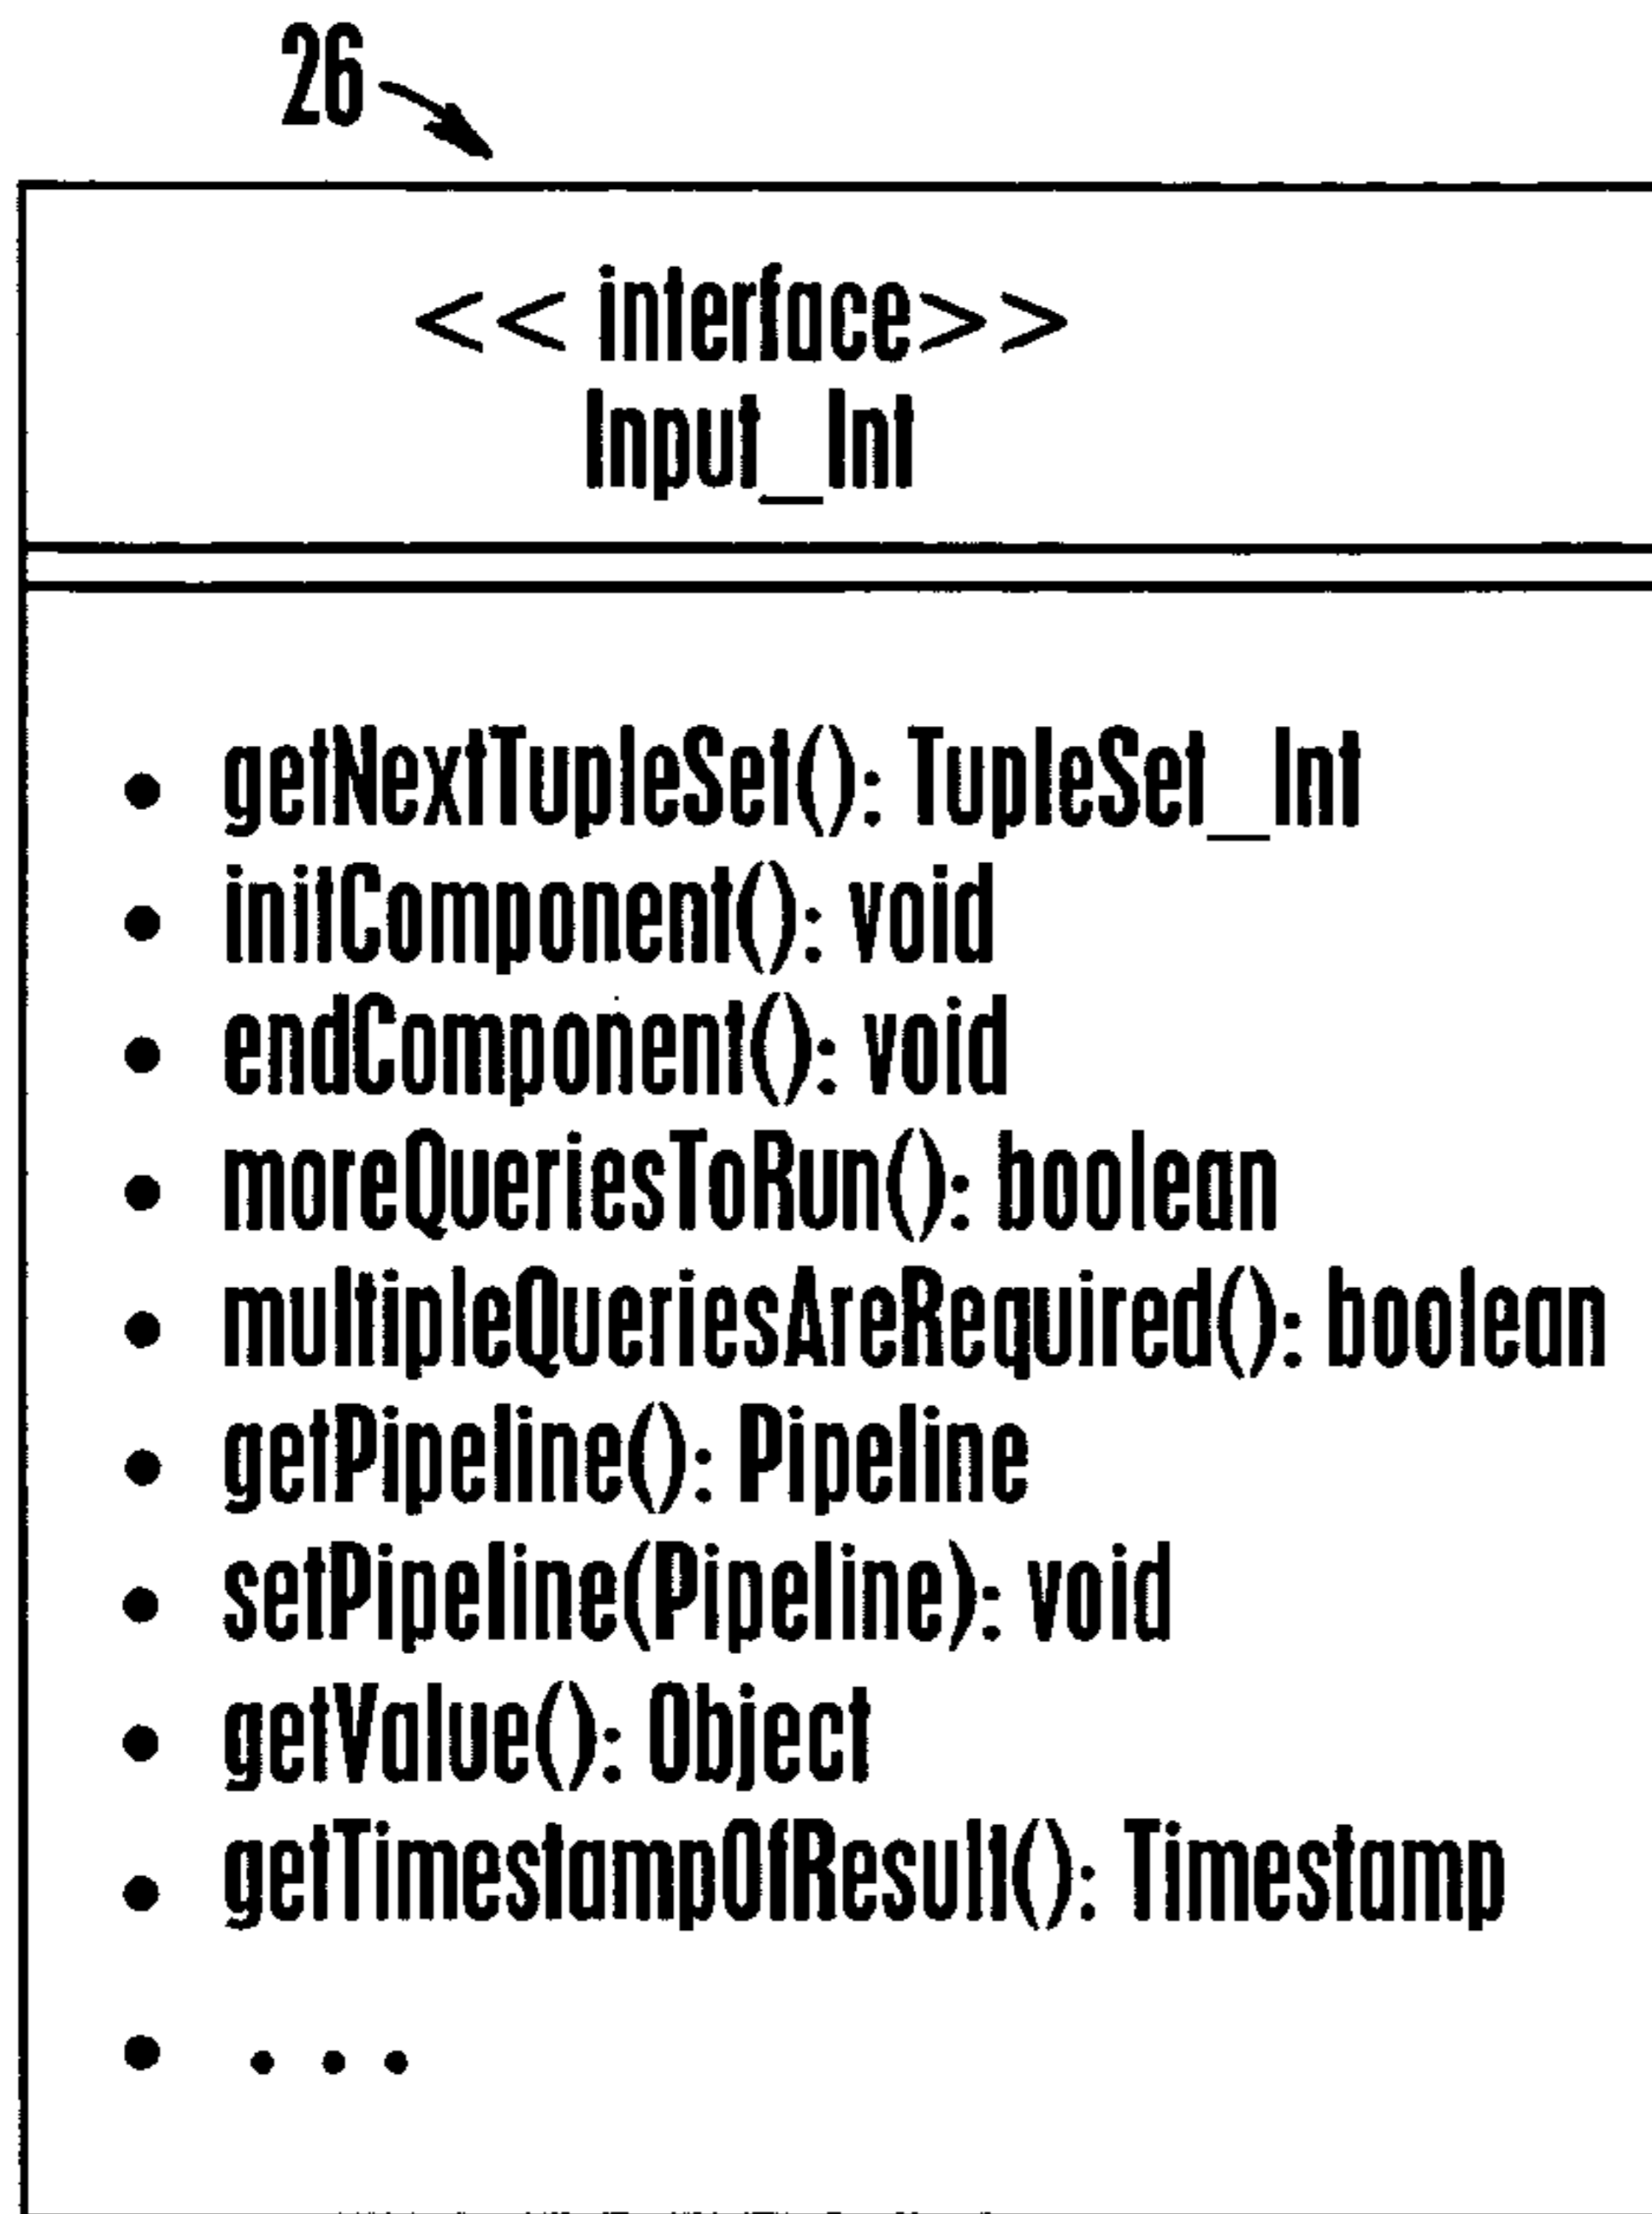 26
<< interface>>
Input_Int
• getNextTupleSet(): TupleSet_Int
• initComponent(): void
• endComponent(): void
• moreQueriesToRun(): boolean
• multipleQueriesAreRequired(): boolean
• getPipeline(): Pipeline
• setPipeline(Pipeline): void
• getValue(): Object
• getTimestampOfResult(): Timestamp
• . . .